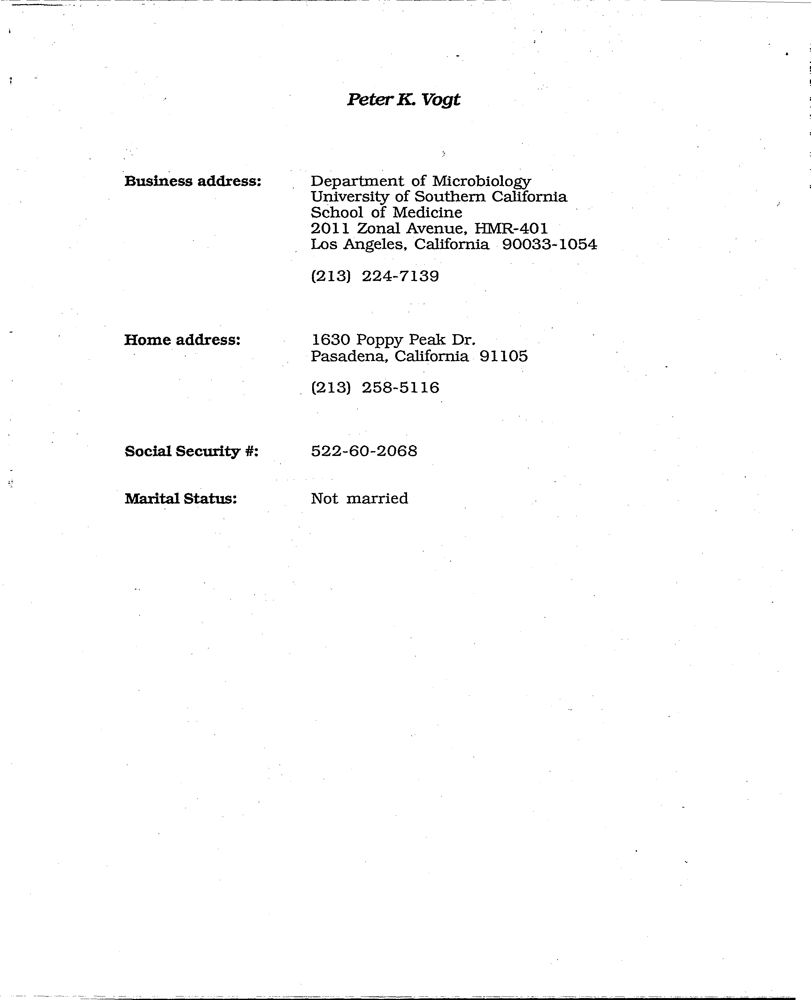 Peter K. Vogt
Business address: Department of Microbiology
University of Southern California
School of Medicine
2011 Zonal Avenue, HMR-401
Los Angeles, California 90033-1054
(213) 224-7139
Home address: 1630 Poppy Peak Dr.
Pasadena, California 91105
(213) 258-5116
Social Security #: 522-60-2068
Marital Status: Not married